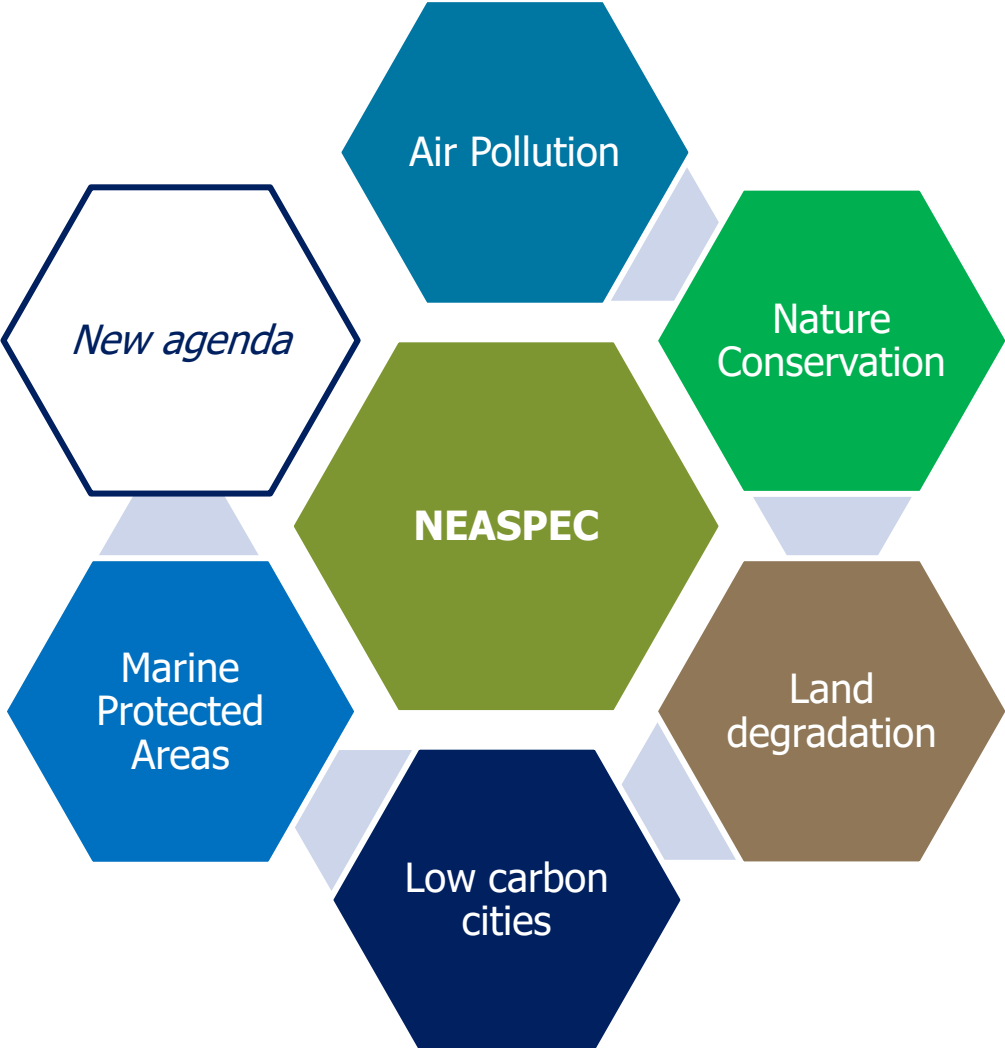 Air Pollution
Nature
Conservation
New agenda
NEASPEC
Land
degradation
Marine
Protected
Areas
Low carbon
cities